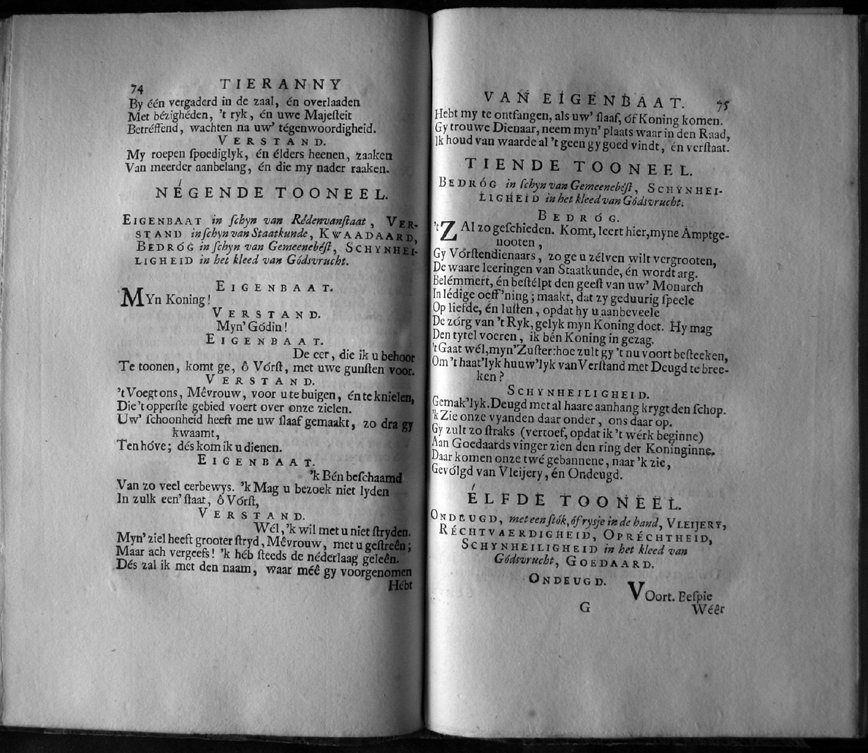 74 TIERANNY
By één vergaderd in de zaal, én overlaaden
Met bézighéden, 't ryk, én uwe Majesteit
Betréffend, wachten na uw' tégenwoordigheid.
VERSTAND.
My roepen ſpoediglyk, én élders heenen, zaaken
Van meerder aanbelang, én die my nader raaken.
NÉGENDE TOONEEL.
EIGENBAAT in ſchyn van Rédenvanſtaat, VER-
STAND in ſchyn van Staatkunde, KWAADAARD,
BEDRÓG in ſchyn van Gemeenebéſt, SCHYNHEI-
LIGHEID in het kleed van Gódsvrucht.
EIGENBAAT.
MYn Koning!
VERSTAND.
Myn' Gódin!
EIGENBAAT.
De eer, die ik u behoor
Te toonen, komt ge, ô Vórſt, met uwe gunſten voor.
VERSTAND.
't Voegt ons, Mêvrouw, voor u te buigen, én te knielen,
Die 't opperſte gebied voert over onze zielen.
Uw' ſchoonheid heeft me uw ſlaaf gemaakt, zo dra gy
kwaamt,
Ten hóve; dés kom ik u dienen.
EIGENBAAT.
'k Bén beſchaamd
Van zo veel eerbewys. 'k Mag u bezoek niet lyden
In zulk een' ſtaat, ô Vórſt,
VERSTAND.
Wél, 'k wil met u niet ſtryden.
Myn' ziel heeft grooter ſtryd, Mêvrouw, met u geſtreên;
Maar ach vergeefs! 'k héb ſteeds de néderlaag geleên.
Dés zal ik met den naam, waar méê gy voorgenomen
Hébt
VAN EIGENBAAT. 75
Hebt my te ontfangen, als uw' ſlaaf, óf Koning komen.
Gy trouwe Dienaar, neem myn' plaats waar in den Raad,
Ik houd van waarde al 't geen gy goed vindt, én verſtaat.
TIENDE TOONEEL.
BEDRÓG in ſchyn van Gemeenebéſt, SCHYNHEI-
LIGHEID in het kleed van Gódsvrucht.
BEDRÓG.
'tZAl zo geſchieden. Komt, leert hier, myne Amptge-
nooten,
Gy Vórſtendienaars, zo ge u zélven wilt vergrooten,
De waare leeringen van Staatkunde, én wordt arg.
Belémmert, én beſtélpt den geeſt van uw' Monarch
In lédige oeff'ning; maakt, dat zy geduurig ſpeele
Op liefde, én luſten, opdat hy u aanbeveele
De zórg van 't Ryk, gelyk myn Koning doet. Hy mag
Den tytel voeren, ik bén Koning in gezag.
't Gaat wél, myn' Zuſter: hoe zult gy 't nu voort beſteeken,
Om 't haat'lyk huuw'lyk van Verſtand met Deugd te bree-
ken?
SCHYNHEILIGHEID.
Gemak'lyk. Deugd met al haare aanhang krygt den ſchop.
'k Zie onze vyanden daar onder, ons daar op.
Gy zult zo ſtraks (vertoef, opdat ik 't wérk beginne)
Aan Goedaards vinger zien den ring der Koninginne.
Daar komen onze twé gebannene, naar 'k zie,
Gevólgd van Vleijery, én Ondeugd.
ÉLFDE TOONEEL.
ONDEUGD, met een ſtók, óf rysje in de hand, VLEIJERY,
RÉCHTVAERDIGHEID, OPRÉCHTHEID,
SCHYNHEILIGHEID in het kleed van
Gódsvrucht, GOEDAARD.
ONDEUGD.
VOort. Beſpie
G Wéêr